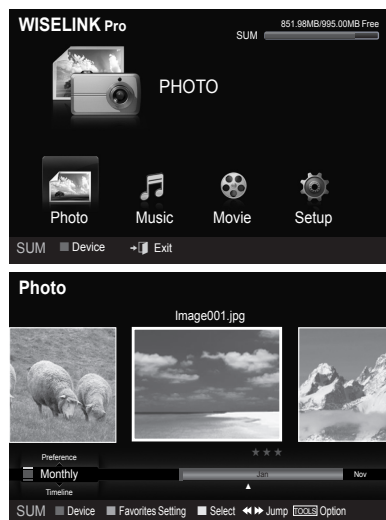 WISELINK Pro
851.98MB/995.00MB Free
SUM
PHOTO
Photo Music Movie Setup
SUM Device Exit
Photo
Image001.jpg
Preference
Monthly
Timeline
Jan Nov
SUM Device Favorites Setting Select Jump TOOLS Option